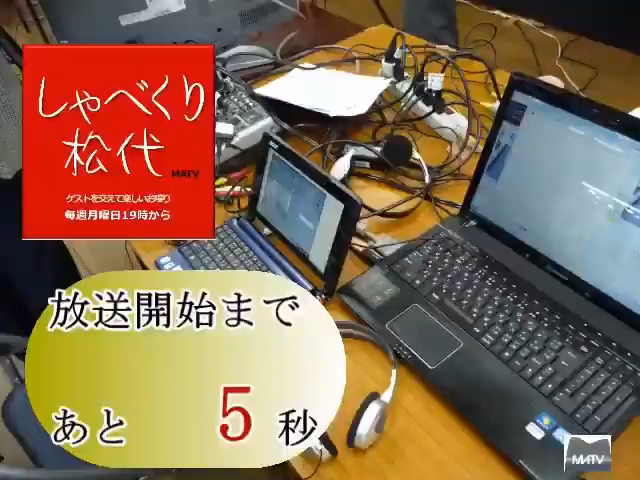 しゃべくり
松代
MATV
ゲストを交えて楽しいお喋り
毎週月曜日19時から
放送開始まで
あと 5 秒
MATV